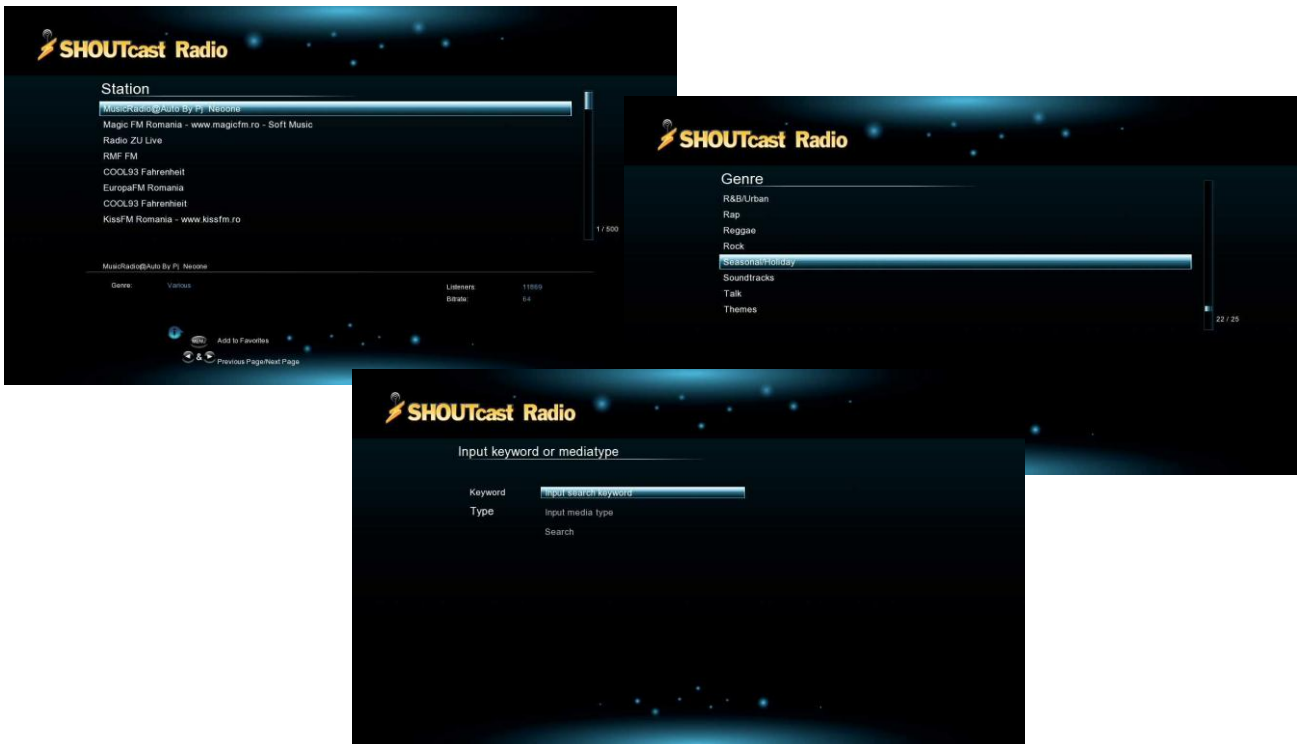 SHOUTcast Radio
Station
MusicRadio@Auto By Pj Neoone
Magic FM Romania - www.magicfm.ro - Soft Music
Radio ZU Live
RMF FM
COOL93 Fahrenheit
EuropaFM Romania
COOL93 Fahrenhieit
KissFM Romania - www.kissfm.ro
1 / 500
MusicRadio@Auto By Pj Neoone
Genre: Various
Listeners: 11869
Bitrate: 64
MENU Add to Favorites
& Previous Page/Next Page
SHOUTcast Radio
Genre
R&B/Urban
Rap
Reggae
Rock
Seasonal/Holiday
Soundtracks
Talk
Themes
22 / 25
SHOUTcast Radio
Input keyword or mediatype
Keyword Input search keyword
Type Input media type
Search